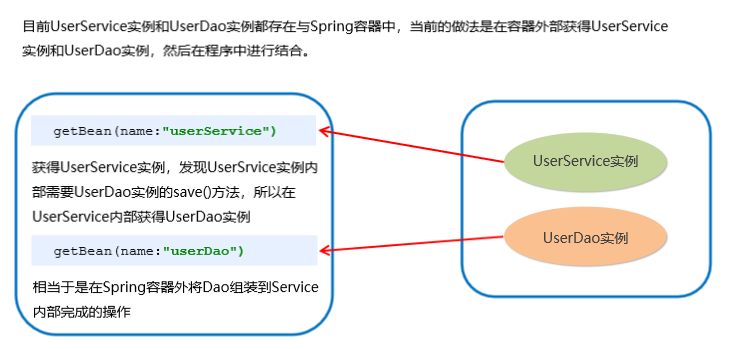 目前UserService实例和UserDao实例都存在与Spring容器中，当前的做法是在容器外部获得UserService
实例和UserDao实例，然后在程序中进行结合。
getBean(name:"userService")
获得UserService实例，发现UserSrvice实例内
部需要UserDao实例的save()方法，所以在
UserService内部获得UserDao实例
getBean(name:"userDao")
相当于是在Spring容器外将Dao组装到Service
内部完成的操作
UserService实例
UserDao实例